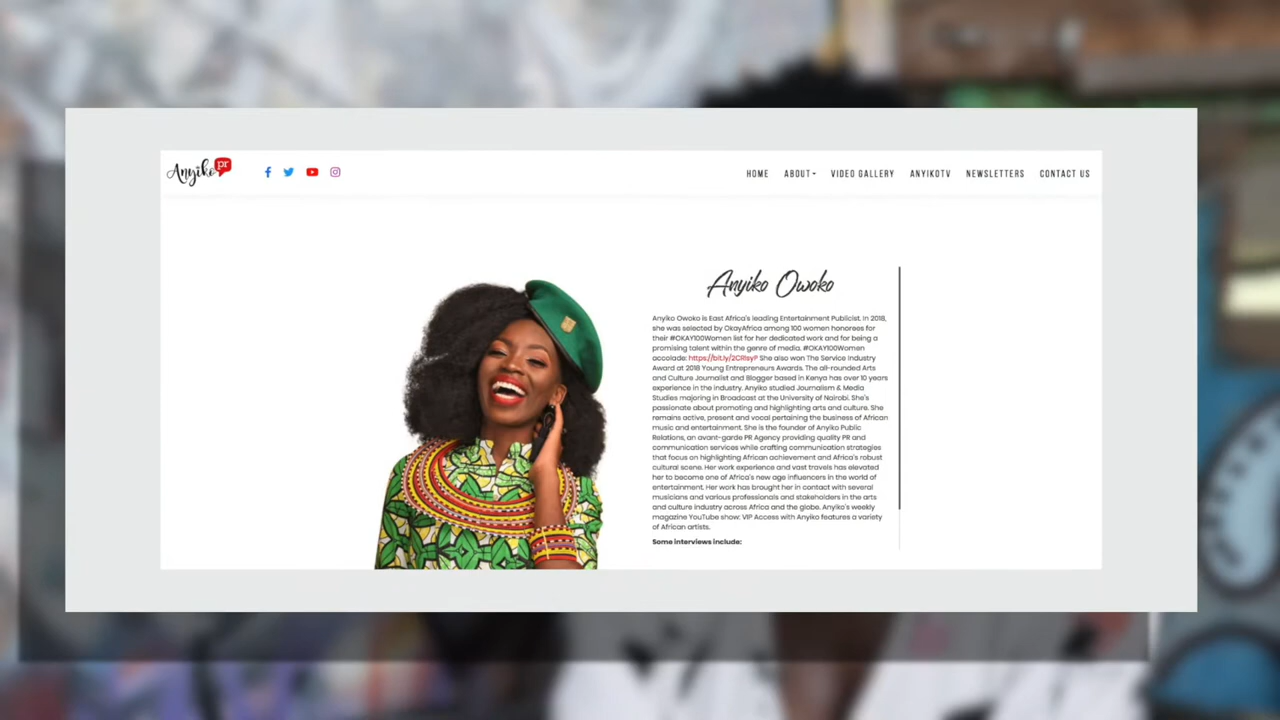 Anyiko pr
HOME ABOUT VIDEO GALLERY ANYIKOTV NEWSLETTERS CONTACT US
Anyiko Owoko
Anyiko Owoko is East Africa's leading Entertainment Publicist. In 2018,
she was selected by OkayAfrica among 100 women honorees for
their #OKAY100Women list for her dedicated work and for being a
promising talent within the genre of media. #OKAY100Women
accolade: https://bit.ly/2CRIsyP She also won The Service Industry
Award at 2018 Young Entrepreneurs Awards. The all-rounded Arts
and Culture Journalist and Blogger based in Kenya has over 10 years
experience in the industry. Anyiko studied Journalism & Media
Studies majoring in Broadcast at the University of Nairobi. She's
passionate about promoting and highlighting arts and culture. She
remains active, present and vocal pertaining the business of African
music and entertainment. She is the founder of Anyiko Public
Relations, an avant-garde PR Agency providing quality PR and
communication services while crafting communication strategies
that focus on highlighting African achievement and Africa's robust
cultural scene. Her work experience and vast travels has elevated
her to become one of Africa's new age influencers in the world of
entertainment. Her work has brought her in contact with several
musicians and various professionals and stakeholders in the arts
and culture industry across Africa and the globe. Anyiko's weekly
magazine YouTube show: VIP Access with Anyiko features a variety
of African artists.
Some interviews include: